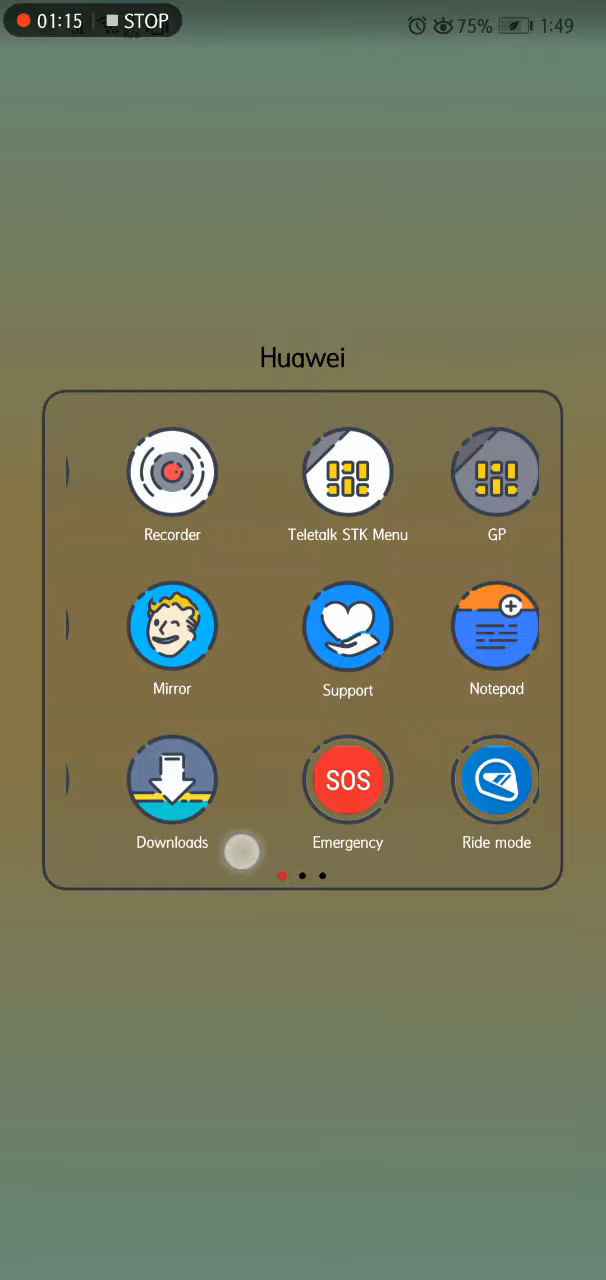 01:15 STOP
K/s
75% 1:49
Huawei
Recorder
Teletalk STK Menu
GP
Mirror
Support
Notepad
SOS
Downloads
Emergency
Ride mode